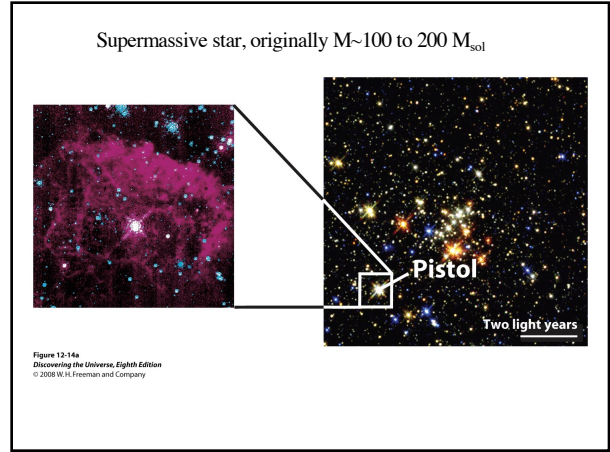 Supermassive star, originally M~100 to 200 Msol
Pistol
Two light years
Figure 12-14a
Discovering the Universe, Eighth Edition
© 2008 W. H. Freeman and Company